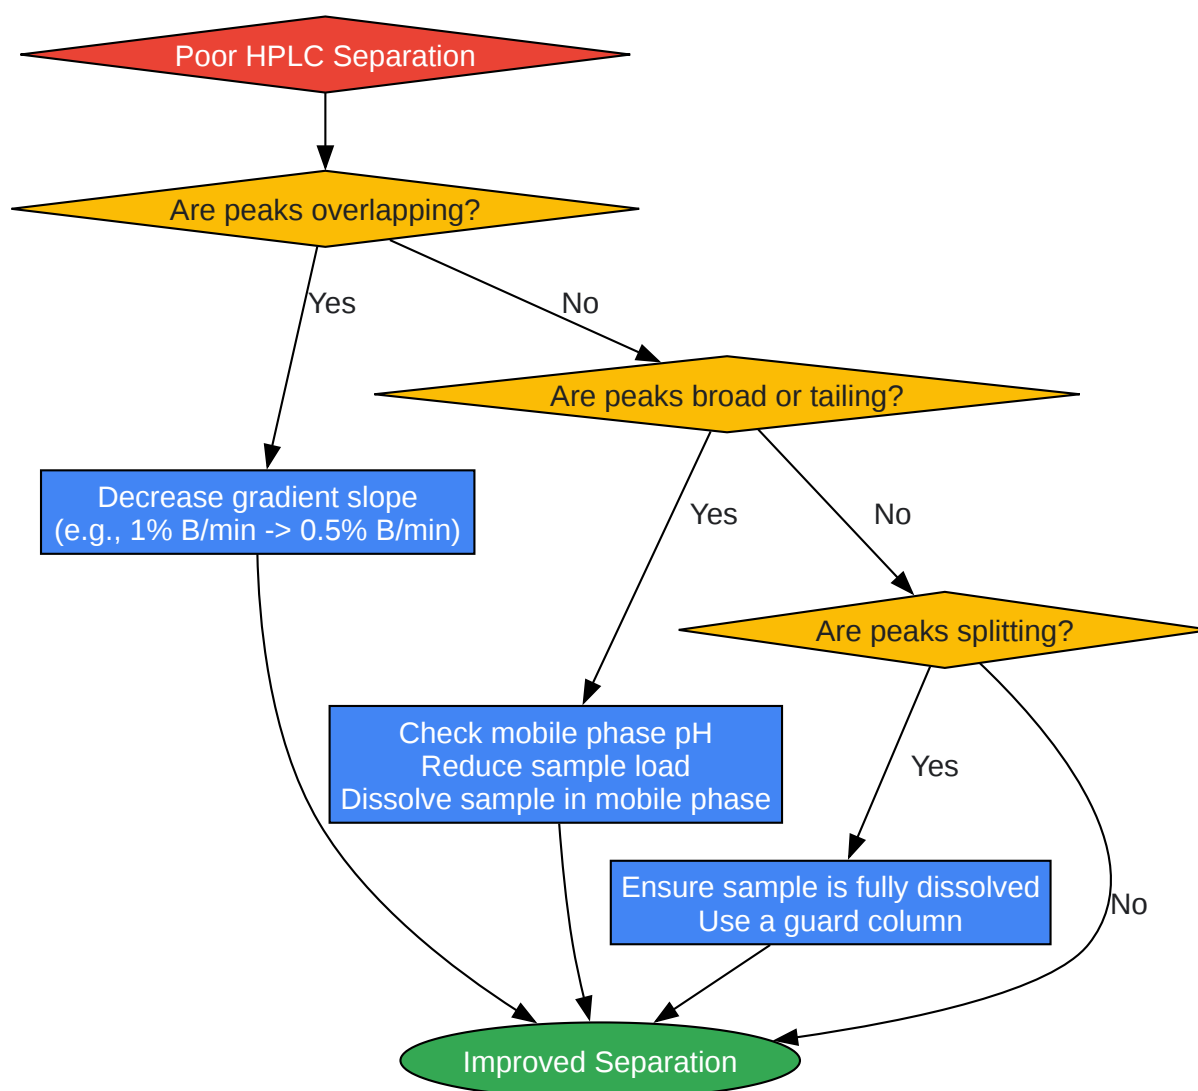 Poor HPLC Separation
Are peaks overlapping?
Yes
No
Are peaks broad or tailing?
Decrease gradient slope
(e.g., 1% B/min -> 0.5% B/min)
Yes
No
Are peaks splitting?
Check mobile phase pH
Reduce sample load
Dissolve sample in mobile phase
Yes
Ensure sample is fully dissolved
Use a guard column
No
Improved Separation